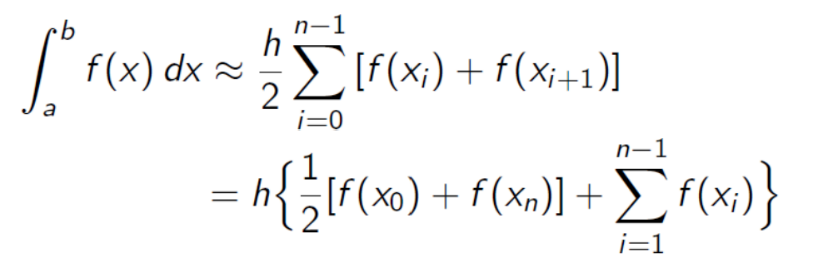 ∫_a^b f(x) dx ≈ h/2 ∑_{i=0}^{n−1} [f(x_i) + f(x_{i+1})]
= h{1/2[f(x_0) + f(x_n)] + ∑_{i=1}^{n−1} f(x_i)}